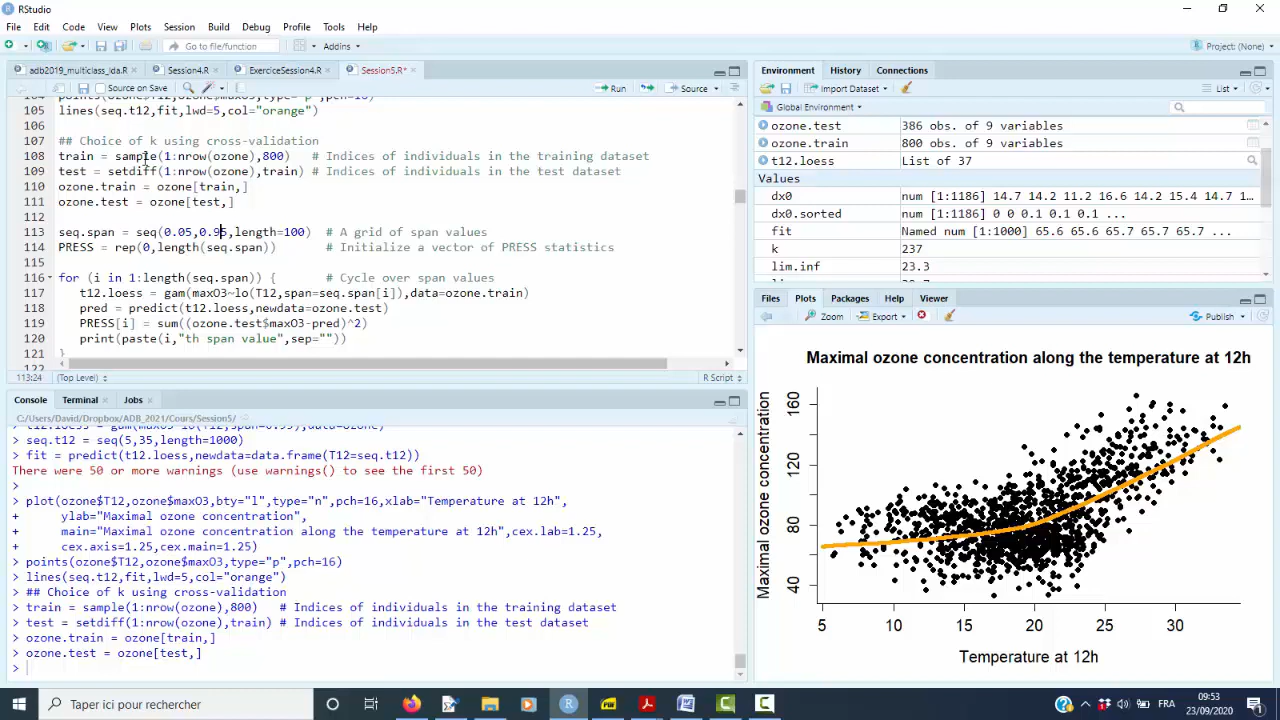 RStudio
File Edit Code View Plots Session Build Debug Profile Tools Help
Go to file/function Addins Project: (None)
adb2019_multiclass_lda.R Session4.R ExerciceSession4.R Session5.R*
Source on Save Run Source
105 lines(seq.t12,fit,lwd=5,col="orange")
106
107 ## Choice of k using cross-validation
108 train = sample(1:nrow(ozone),800) # Indices of individuals in the training dataset
109 test = setdiff(1:nrow(ozone),train) # Indices of individuals in the test dataset
110 ozone.train = ozone[train,]
111 ozone.test = ozone[test,]
112
113 seq.span = seq(0.05,0.95,length=100) # A grid of span values
114 PRESS = rep(0,length(seq.span)) # Initialize a vector of PRESS statistics
115
116 for (i in 1:length(seq.span)) { # Cycle over span values
117 t12.loess = gam(maxO3~lo(T12,span=seq.span[i]),data=ozone.train)
118 pred = predict(t12.loess,newdata=ozone.test)
119 PRESS[i] = sum((ozone.test$maxO3-pred)^2)
120 print(paste(i,"th span value",sep=""))
121 }
122
113:24 (Top Level) R Script
Console Terminal Jobs
C:/Users/David/Dropbox/ADB_2021/Cours/Session5/
> seq.t12 = seq(5,35,length=1000)
> fit = predict(t12.loess,newdata=data.frame(T12=seq.t12))
There were 50 or more warnings (use warnings() to see the first 50)
>
> plot(ozone$T12,ozone$maxO3,bty="l",type="n",pch=16,xlab="Temperature at 12h",
+ ylab="Maximal ozone concentration",
+ main="Maximal ozone concentration along the temperature at 12h",cex.lab=1.25,
+ cex.axis=1.25,cex.main=1.25)
> points(ozone$T12,ozone$maxO3,type="p",pch=16)
> lines(seq.t12,fit,lwd=5,col="orange")
> ## Choice of k using cross-validation
> train = sample(1:nrow(ozone),800) # Indices of individuals in the training dataset
> test = setdiff(1:nrow(ozone),train) # Indices of individuals in the test dataset
> ozone.train = ozone[train,]
> ozone.test = ozone[test,]
>
Environment History Connections
Import Dataset List
Global Environment
ozone.test 386 obs. of 9 variables
ozone.train 800 obs. of 9 variables
t12.loess List of 37
Values
dx0 num [1:1186] 14.7 14.2 11.2 16.6 14.2 15.4 14.7 1…
dx0.sorted num [1:1186] 0 0 0.1 0.1 0.1 ...
fit Named num [1:1000] 65.6 65.6 65.7 65.7 65.7 ...
k 237
lim.inf 23.3
Files Plots Packages Help Viewer
Zoom Export Publish
Maximal ozone concentration along the temperature at 12h
Maximal ozone concentration
160
120
80
40
5 10 15 20 25 30
Temperature at 12h
Taper ici pour rechercher
FRA
09:53
23/09/2020